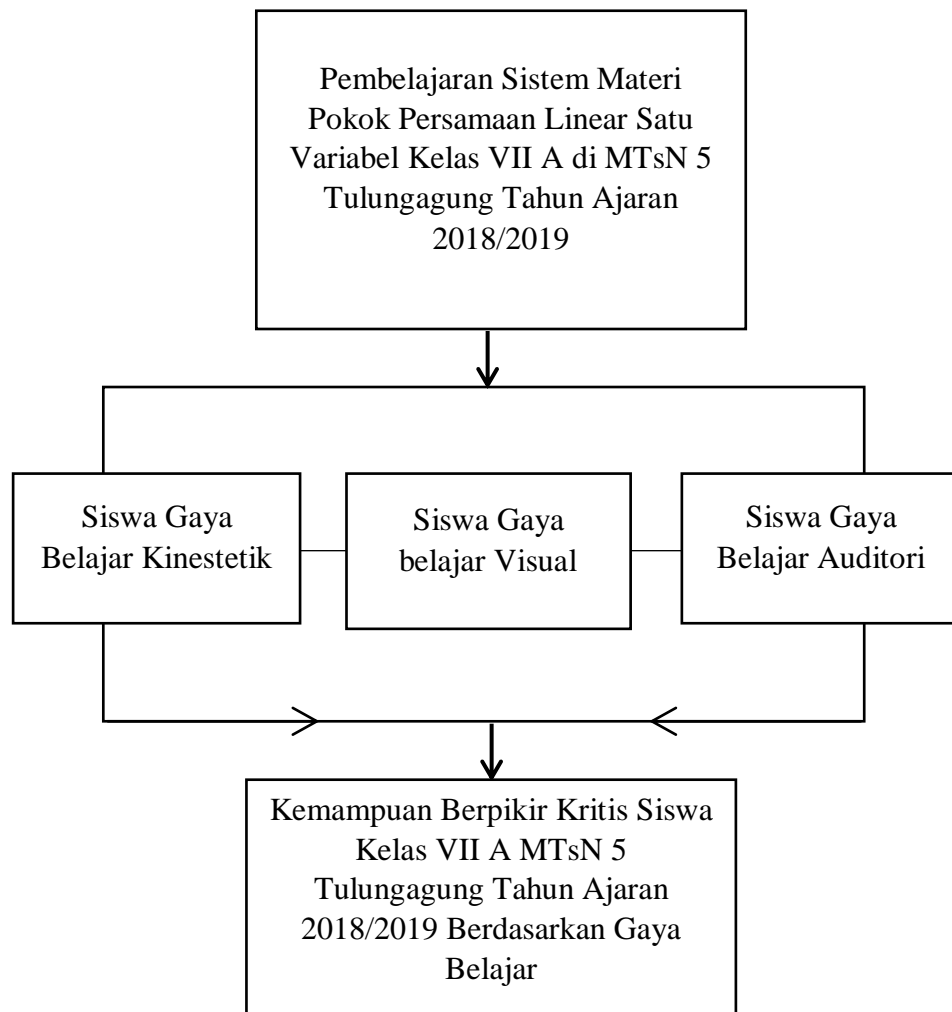 Pembelajaran Sistem Materi
Pokok Persamaan Linear Satu
Variabel Kelas VII A di MTsN 5
Tulungagung Tahun Ajaran
2018/2019
Siswa Gaya
Belajar Kinestetik
Siswa Gaya
belajar Visual
Siswa Gaya
Belajar Auditori
Kemampuan Berpikir Kritis Siswa
Kelas VII A MTsN 5
Tulungagung Tahun Ajaran
2018/2019 Berdasarkan Gaya
Belajar